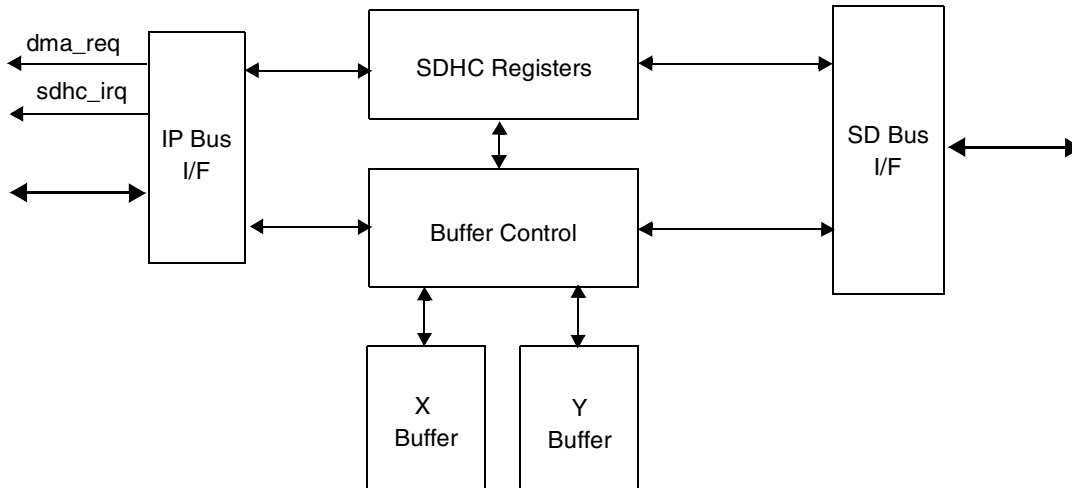 dma_req
sdhc_irq
IP Bus
I/F
SDHC Registers
Buffer Control
SD Bus
I/F
X
Buffer
Y
Buffer